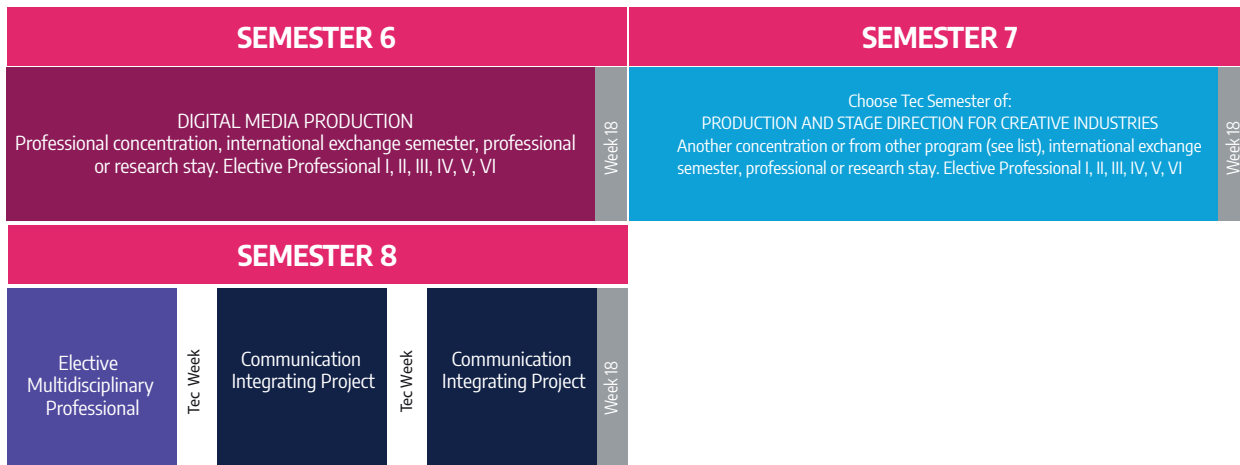 SEMESTER 6
DIGITAL MEDIA PRODUCTION
Professional concentration, international exchange semester, professional
or research stay. Elective Professional I, II, III, IV, V, VI
Week 18
SEMESTER 7
Choose Tec Semester of:
PRODUCTION AND STAGE DIRECTION FOR CREATIVE INDUSTRIES
Another concentration or from other program (see list), international exchange
semester, professional or research stay. Elective Professional I, II, III, IV, V, VI
Week 18
SEMESTER 8
Elective
Multidisciplinary
Professional
Tec Week
Communication
Integrating Project
Tec Week
Communication
Integrating Project
Week 18